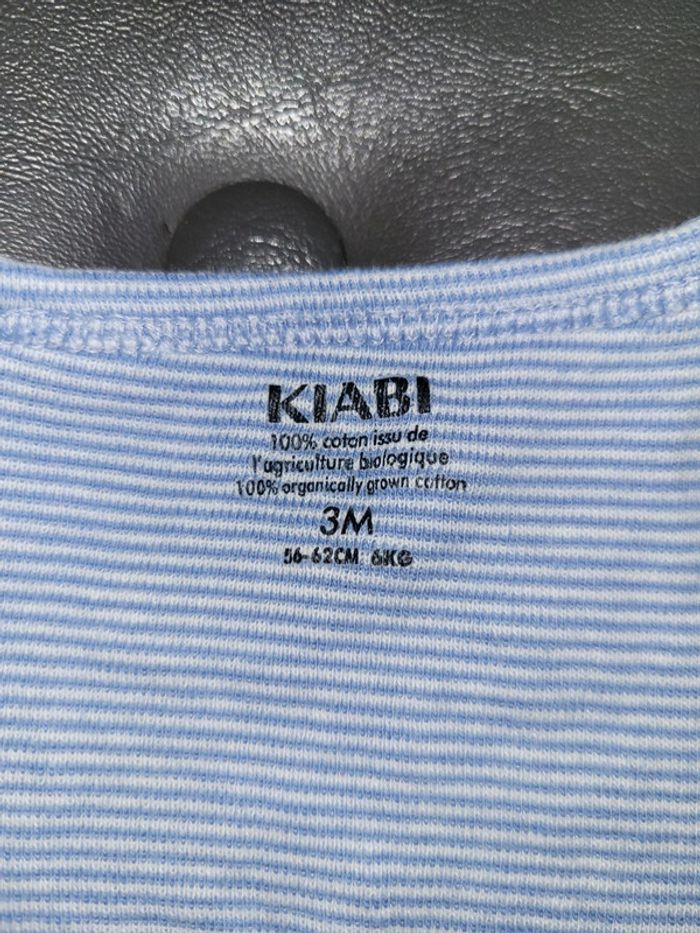 KIABI
100% coton issu de
l'agriculture biologique
100% organically grown cotton
3M
56-62CM 6KG